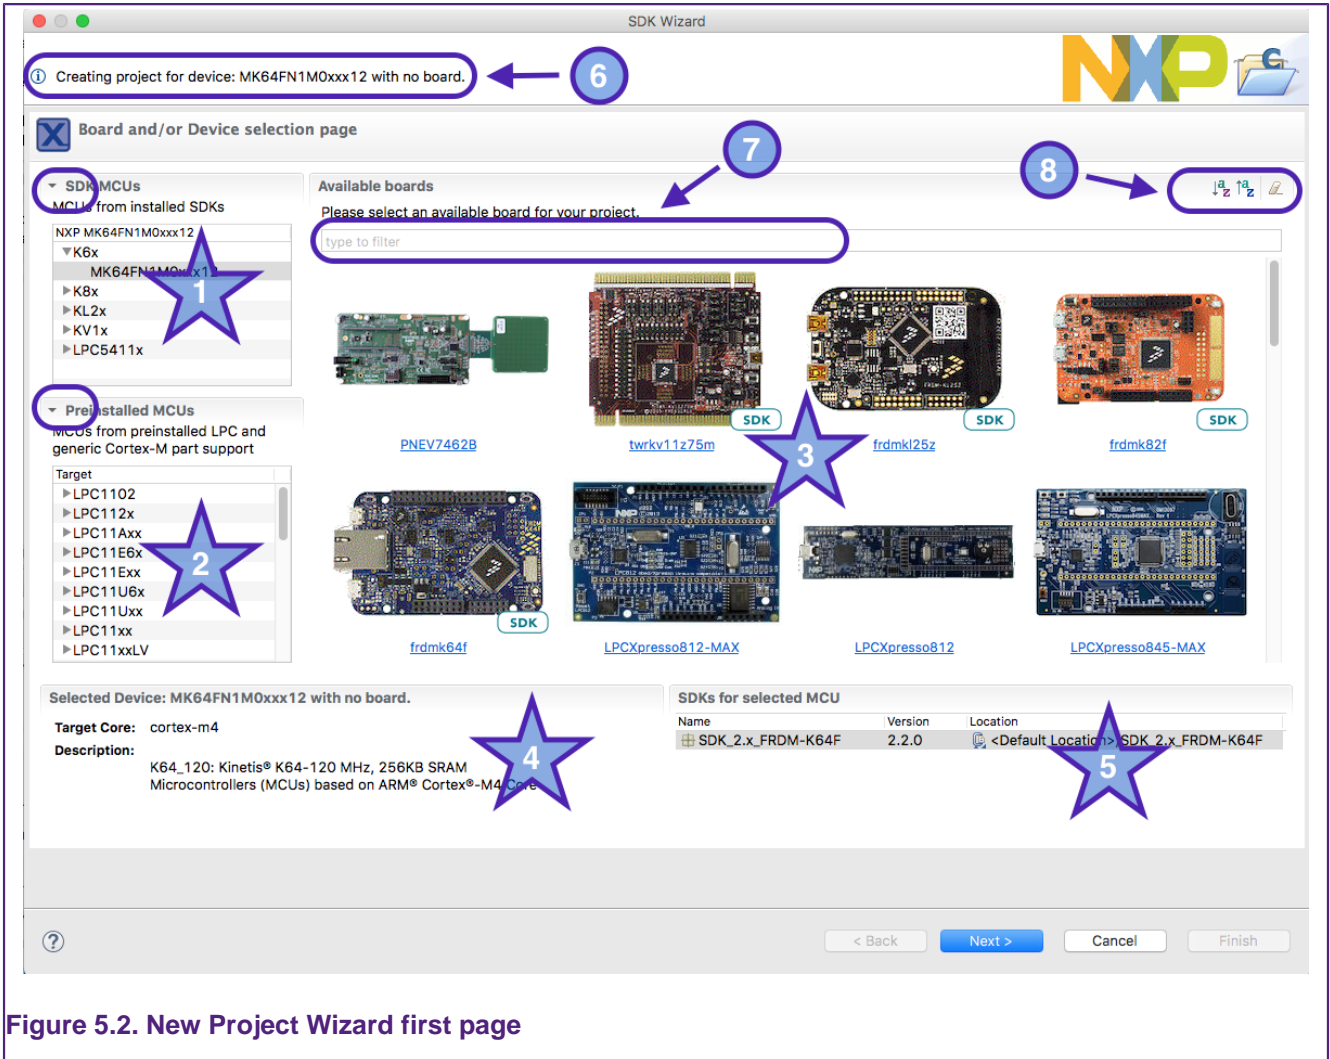 SDK Wizard
Creating project for device: MK64FN1M0xxx12 with no board.
6
NXP
C
Board and/or Device selection page
7
8
SDK MCUs
MCUs from installed SDKs
NXP MK64FN1M0xxx12
K6x
MK64FN1M0xxx12
K8x
KL2x
KV1x
LPC5411x
1
Preinstalled MCUs
MCUs from preinstalled LPC and
generic Cortex-M part support
Target
LPC1102
LPC112x
LPC11Axx
LPC11E6x
LPC11Exx
LPC11U6x
LPC11Uxx
LPC11xx
LPC11xxLV
2
Available boards
a z a z
Please select an available board for your project.
type to filter
SDK
SDK
SDK
PNEV7462B
twrkv11z75m
frdmkl25z
frdmk82f
3
SDK
frdmk64f
LPCXpresso812-MAX
LPCXpresso812
LPCXpresso845-MAX
Selected Device: MK64FN1M0xxx12 with no board.
Target Core: cortex-m4
Description:
K64_120: Kinetis® K64-120 MHz, 256KB SRAM
Microcontrollers (MCUs) based on ARM® Cortex®-M4 Core
4
SDKs for selected MCU
Name Version Location
SDK_2.x_FRDM-K64F 2.2.0 <Default Location>/SDK_2.x_FRDM-K64F
5
?
< Back
Next >
Cancel
Finish
Figure 5.2. New Project Wizard first page